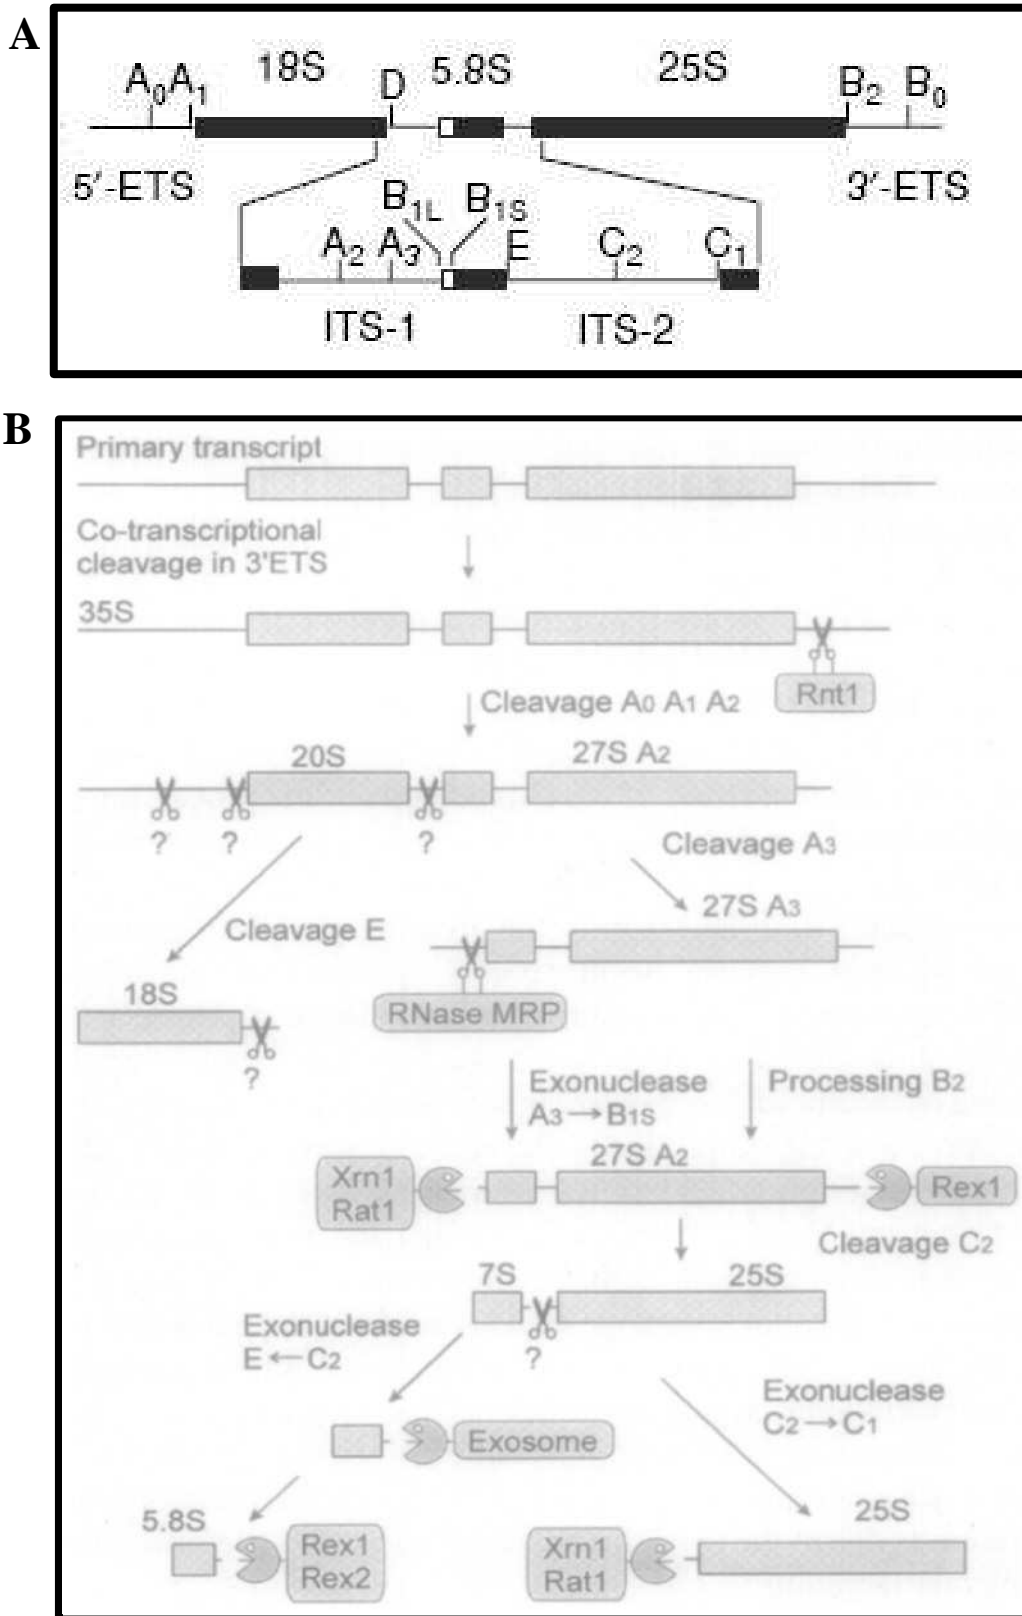 A
18S 5.8S 25S
A0 A1 D B2 B0
5′-ETS 3′-ETS
B1L B1S
A2 A3 E C2 C1
ITS-1 ITS-2
B
Primary transcript
Co-transcriptional
cleavage in 3'ETS
35S
Rnt1
Cleavage A0 A1 A2
20S 27S A2
? ? ?
Cleavage A3
27S A3
Cleavage E
18S
RNase MRP
?
Exonuclease
A3→B1S
Processing B2
27S A2
Xrn1
Rat1
Rex1
Cleavage C2
7S 25S
Exonuclease
E←C2
?
Exonuclease
C2→C1
Exosome
5.8S 25S
Rex1
Rex2
Xrn1
Rat1